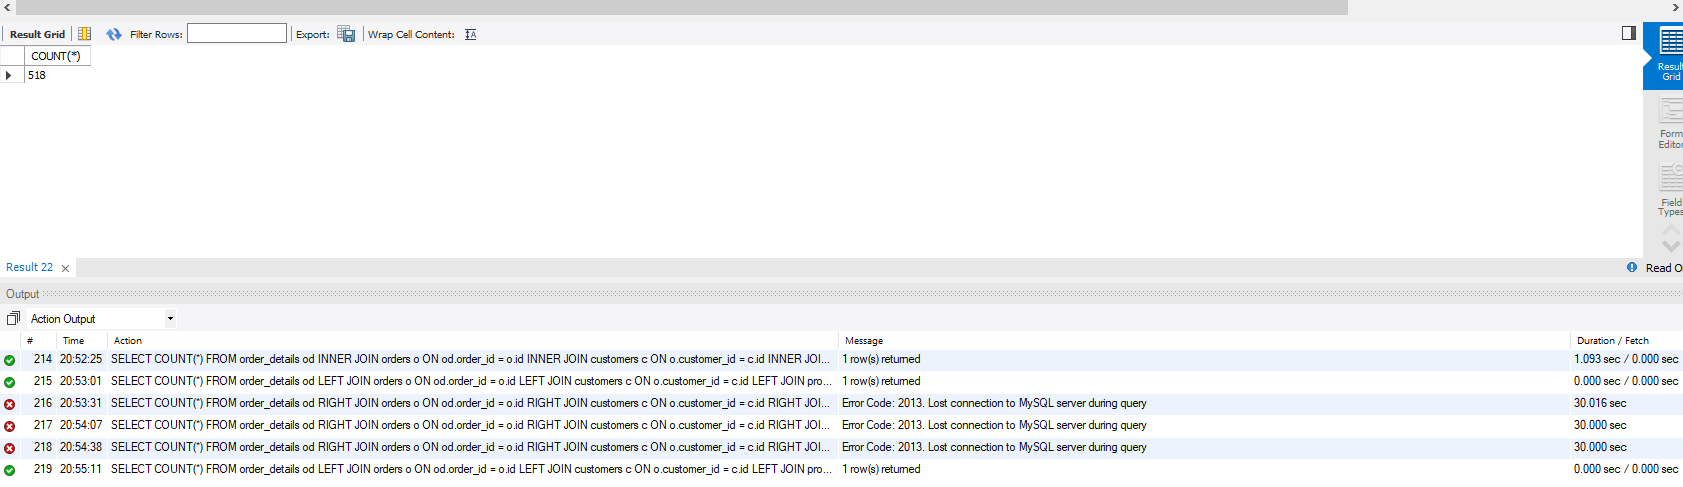 Result Grid Filter Rows: Export: Wrap Cell Content:
COUNT(*)
518
Result Grid
Form Editor
Field Types
Result 22
Read O
Output
Action Output
# Time Action Message Duration / Fetch
214 20:52:25 SELECT COUNT(*) FROM order_details od INNER JOIN orders o ON od.order_id = o.id INNER JOIN customers c ON o.customer_id = c.id INNER JOI... 1 row(s) returned 1.093 sec / 0.000 sec
215 20:53:01 SELECT COUNT(*) FROM order_details od LEFT JOIN orders o ON od.order_id = o.id LEFT JOIN customers c ON o.customer_id = c.id LEFT JOIN pro... 1 row(s) returned 0.000 sec / 0.000 sec
216 20:53:31 SELECT COUNT(*) FROM order_details od RIGHT JOIN orders o ON od.order_id = o.id RIGHT JOIN customers c ON o.customer_id = c.id RIGHT JOI... Error Code: 2013. Lost connection to MySQL server during query 30.016 sec
217 20:54:07 SELECT COUNT(*) FROM order_details od RIGHT JOIN orders o ON od.order_id = o.id RIGHT JOIN customers c ON o.customer_id = c.id RIGHT JOI... Error Code: 2013. Lost connection to MySQL server during query 30.000 sec
218 20:54:38 SELECT COUNT(*) FROM order_details od RIGHT JOIN orders o ON od.order_id = o.id RIGHT JOIN customers c ON o.customer_id = c.id RIGHT JOI... Error Code: 2013. Lost connection to MySQL server during query 30.000 sec
219 20:55:11 SELECT COUNT(*) FROM order_details od LEFT JOIN orders o ON od.order_id = o.id LEFT JOIN customers c ON o.customer_id = c.id LEFT JOIN pro... 1 row(s) returned 0.000 sec / 0.000 sec